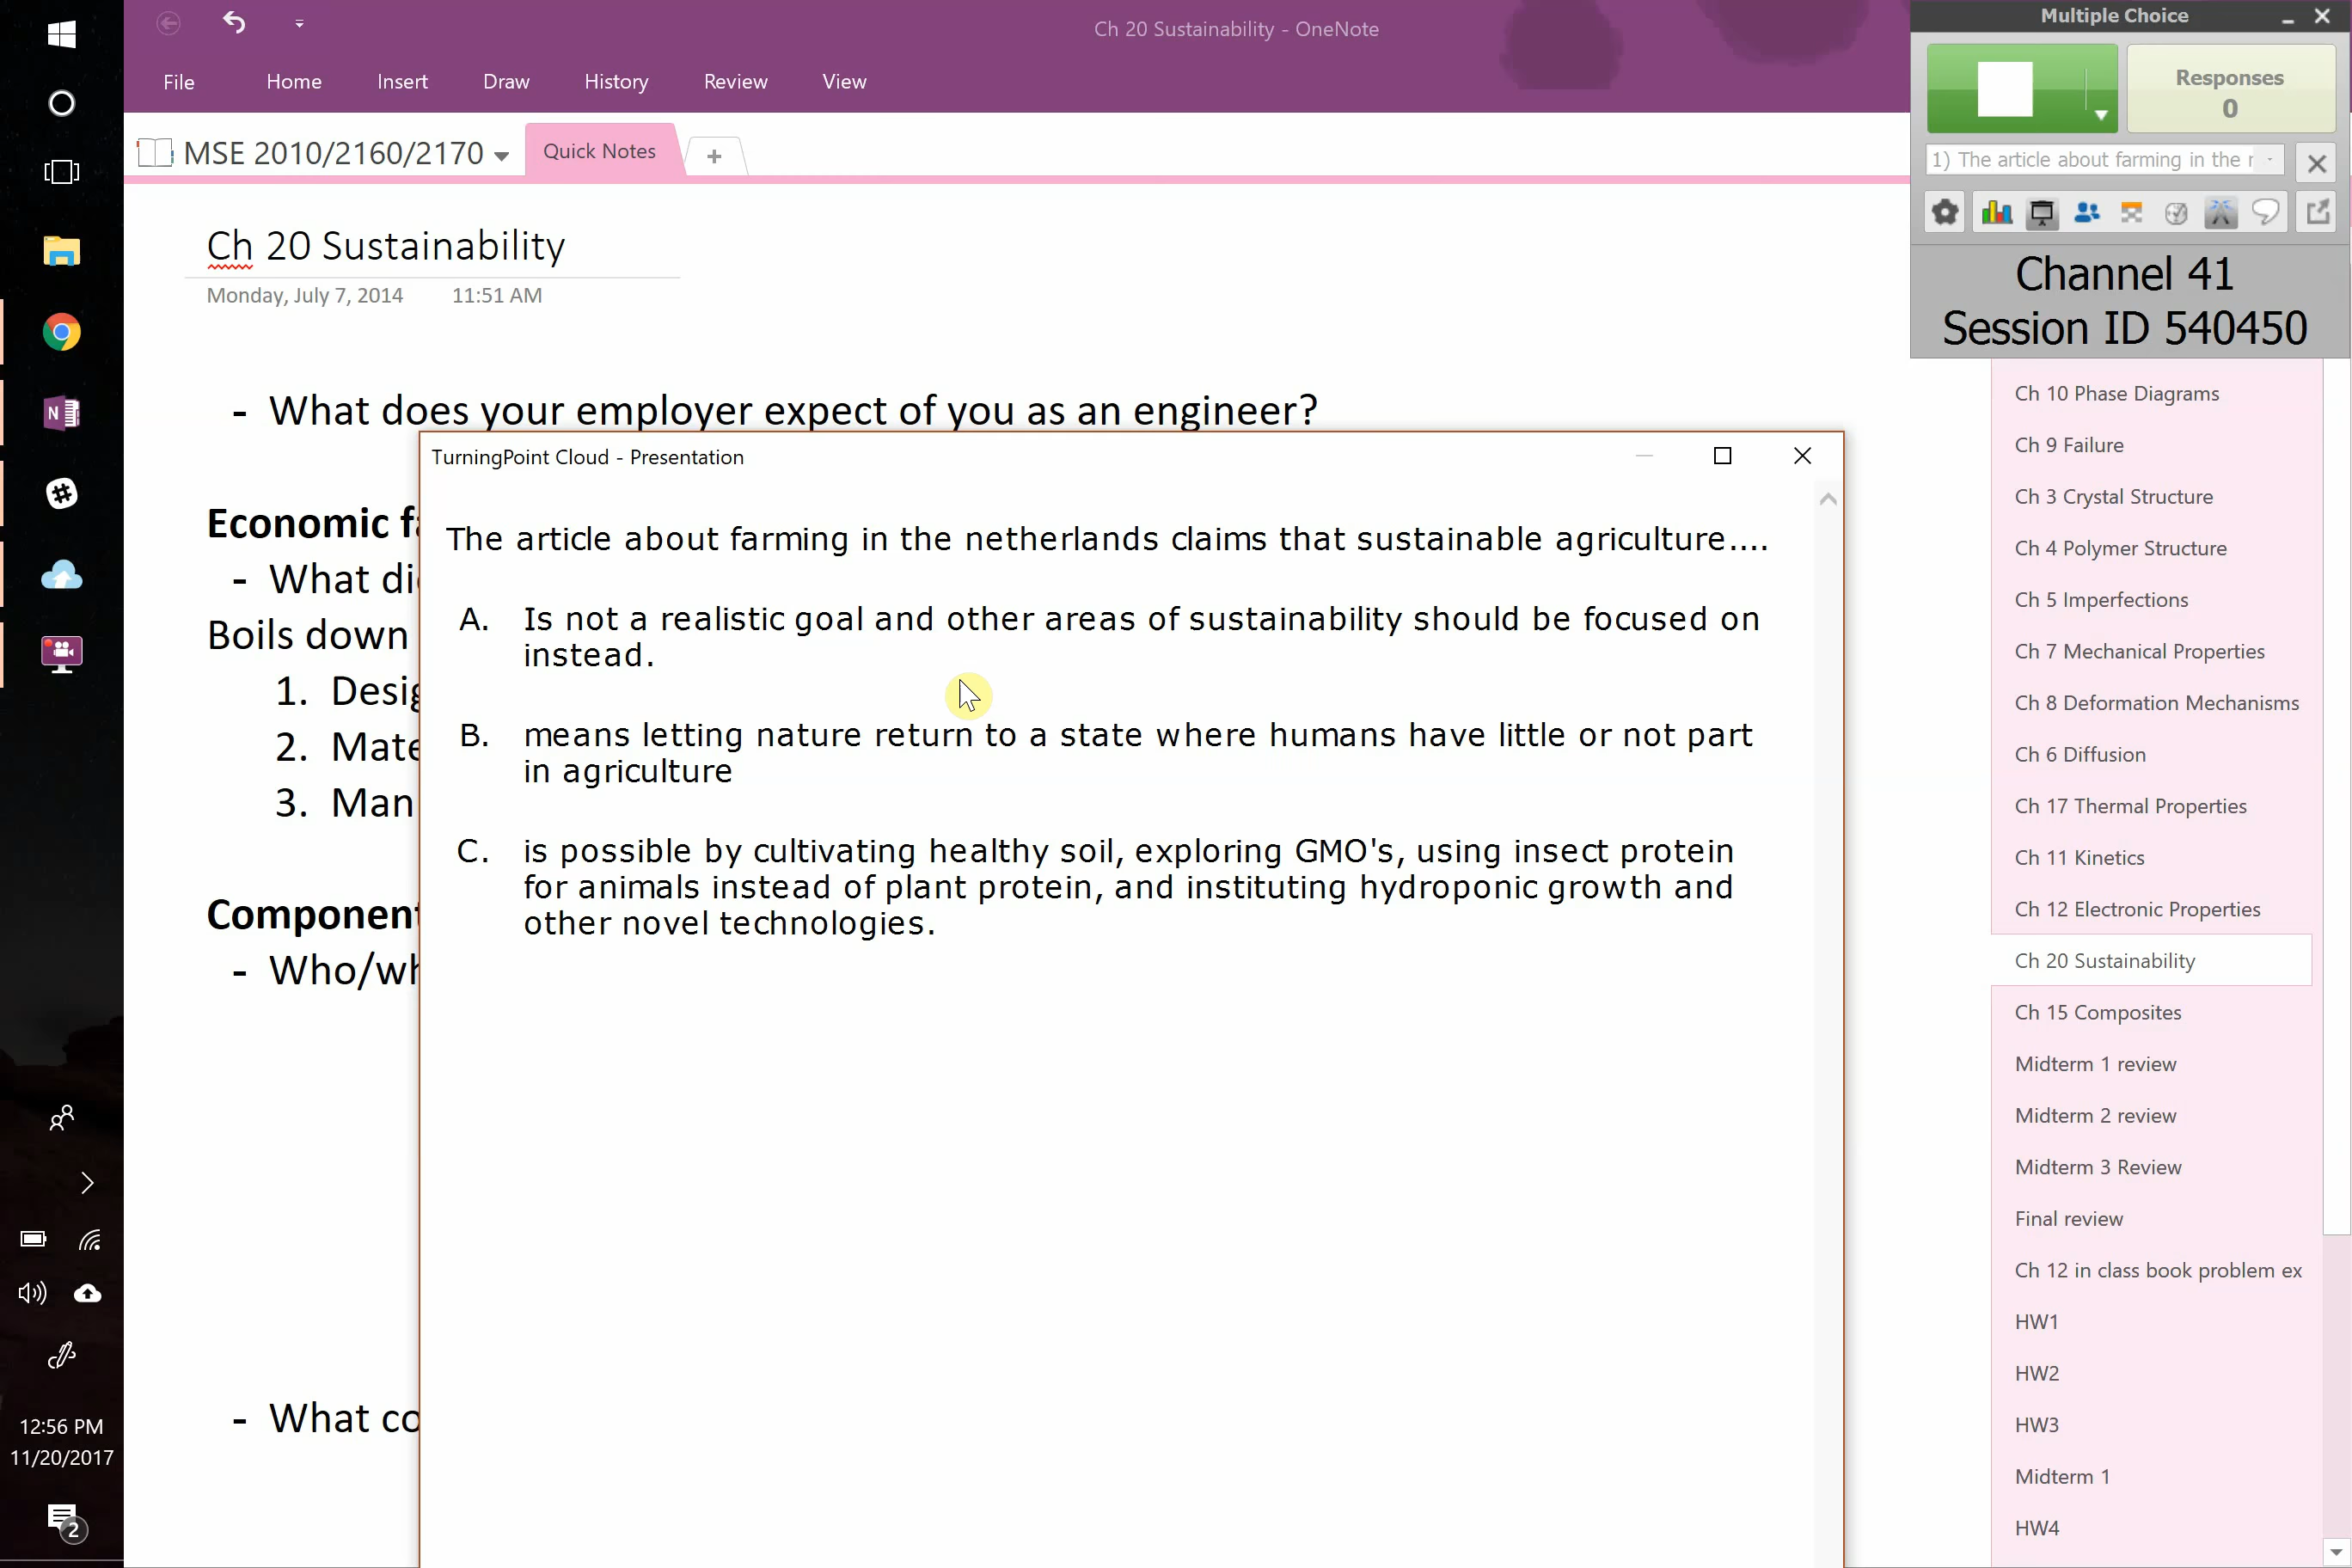 Ch 20 Sustainability - OneNote
File Home Insert Draw History Review View
MSE 2010/2160/2170 Quick Notes +
Ch 20 Sustainability
Monday, July 7, 2014 11:51 AM
- What does your employer expect of you as an engineer?
Economic
- What
Boils down
1.
2.
3.
- What
TurningPoint Cloud - Presentation
The article about farming in the netherlands claims that sustainable agriculture....
A. Is not a realistic goal and other areas of sustainability should be focused on
instead.
B. means letting nature return to a state where humans have little or not part
in agriculture
C. is possible by cultivating healthy soil, exploring GMO's, using insect protein
for animals instead of plant protein, and instituting hydroponic growth and
other novel technologies.
Multiple Choice
Responses
0
1) The article about farming in the
Channel 41
Session ID 540450
Ch 10 Phase Diagrams
Ch 9 Failure
Ch 3 Crystal Structure
Ch 4 Polymer Structure
Ch 5 Imperfections
Ch 7 Mechanical Properties
Ch 8 Deformation Mechanisms
Ch 6 Diffusion
Ch 17 Thermal Properties
Ch 11 Kinetics
Ch 12 Electronic Properties
Ch 20 Sustainability
Ch 15 Composites
Midterm 1 review
Midterm 2 review
Midterm 3 Review
Final review
Ch 12 in class book problem ex
HW1
HW2
HW3
Midterm 1
HW4
12:56 PM
11/20/2017
2